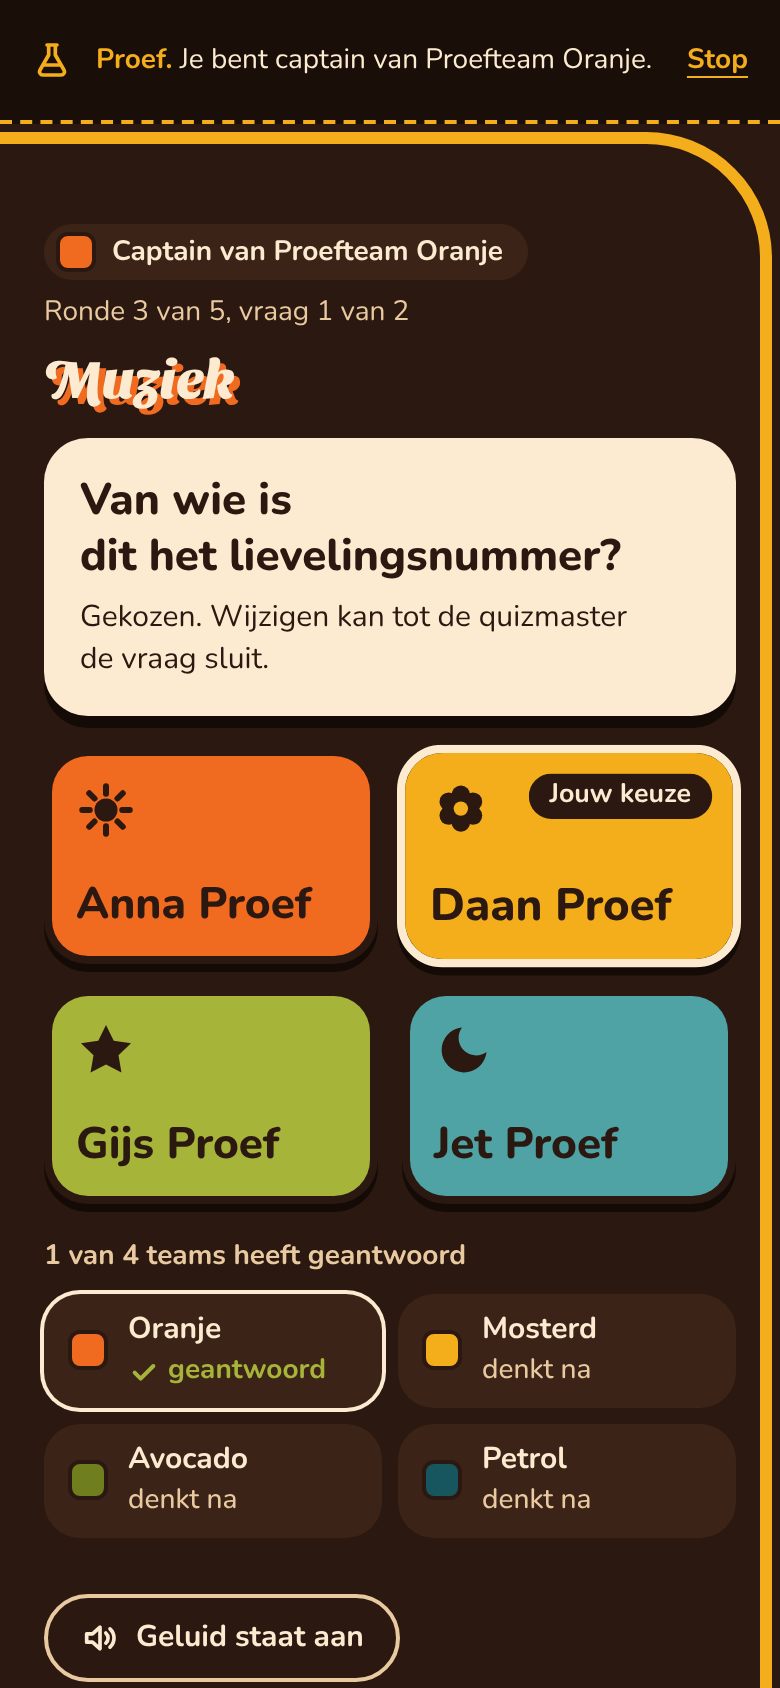 Proef. Je bent captain van Proefteam Oranje. Stop
Captain van Proefteam Oranje
Ronde 3 van 5, vraag 1 van 2
Muziek
Van wie is
dit het lievelingsnummer?
Gekozen. Wijzigen kan tot de quizmaster
de vraag sluit.
Jouw keuze
Anna Proef
Daan Proef
Gijs Proef
Jet Proef
1 van 4 teams heeft geantwoord
Oranje
geantwoord
Mosterd
denkt na
Avocado
denkt na
Petrol
denkt na
Geluid staat aan